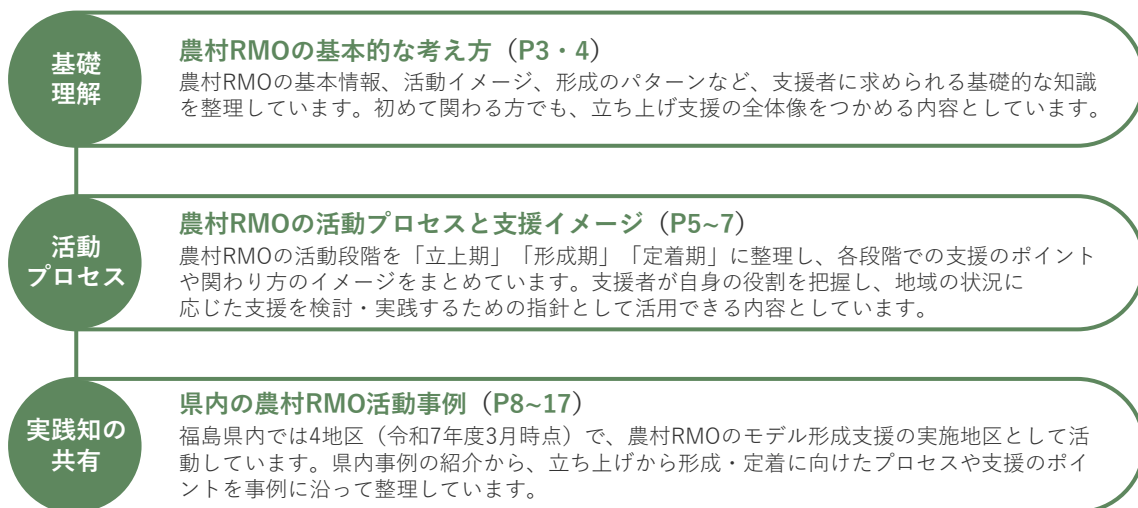 基礎
理解
農村RMOの基本的な考え方（P3・4）
農村RMOの基本情報、活動イメージ、形成のパターンなど、支援者に求められる基礎的な知識
を整理しています。初めて関わる方でも、立ち上げ支援の全体像をつかめる内容としています。
活動
プロセス
農村RMOの活動プロセスと支援イメージ（P5~7）
農村RMOの活動段階を「立上期」「形成期」「定着期」に整理し、各段階での支援のポイント
や関わり方のイメージをまとめています。支援者が自身の役割を把握し、地域の状況に
応じた支援を検討・実践するための指針として活用できる内容としています。
実践知の
共有
県内の農村RMO活動事例（P8~17）
福島県内では4地区（令和7年度3月時点）で、農村RMOのモデル形成支援の実施地区として活
動しています。県内事例の紹介から、立ち上げから形成・定着に向けたプロセスや支援のポイ
ントを事例に沿って整理しています。